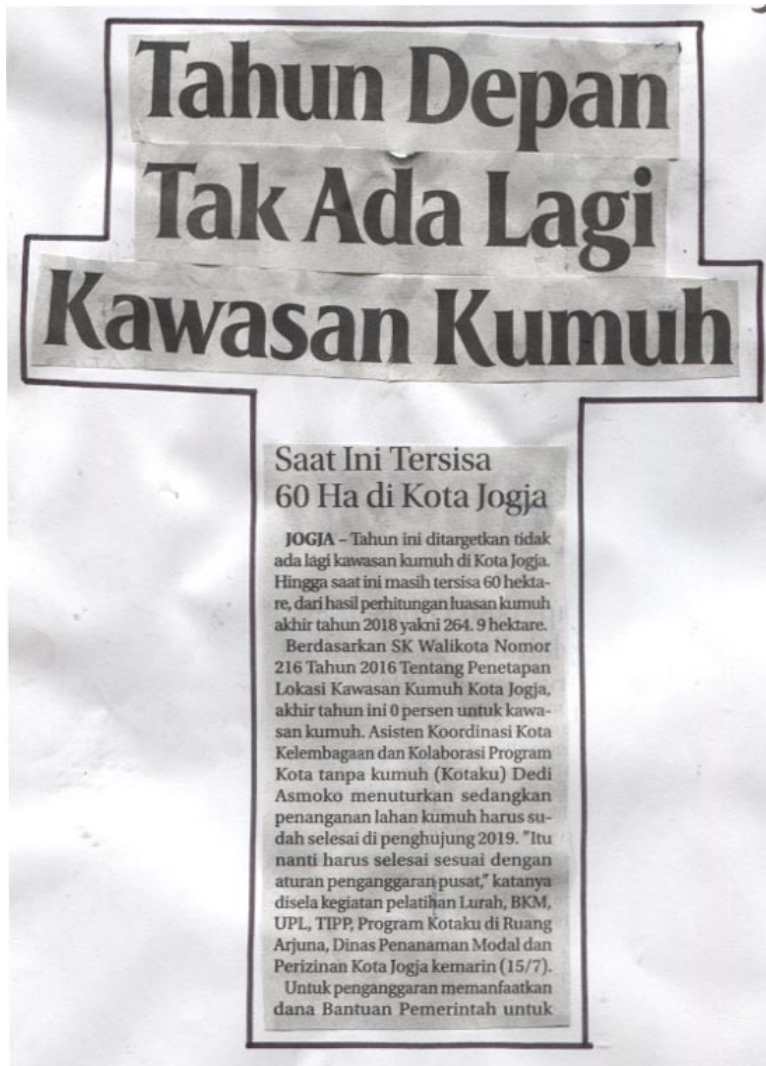 Tahun Depan
Tak Ada Lagi
Kawasan Kumuh
Saat Ini Tersisa
60 Ha di Kota Jogja
JOGJA – Tahun ini ditargetkan tidak
ada lagi kawasan kumuh di Kota Jogja.
Hingga saat ini masih tersisa 60 hekta-
re, dari hasil perhitungan luasan kumuh
akhir tahun 2018 yakni 264. 9 hektare.
Berdasarkan SK Walikota Nomor
216 Tahun 2016 Tentang Penetapan
Lokasi Kawasan Kumuh Kota Jogja,
akhir tahun ini 0 persen untuk kawa-
san kumuh. Asisten Koordinasi Kota
Kelembagaan dan Kolaborasi Program
Kota tanpa kumuh (Kotaku) Dedi
Asmoko menuturkan sedangkan
penanganan lahan kumuh harus su-
dah selesai di penghujung 2019. "Itu
nanti harus selesai sesuai dengan
aturan penganggaran pusat," katanya
disela kegiatan pelatihan Lurah, BKM,
UPL, TIPP, Program Kotaku di Ruang
Arjuna, Dinas Penanaman Modal dan
Perizinan Kota Jogja kemarin (15/7).
Untuk penganggaran memanfaatkan
dana Bantuan Pemerintah untuk